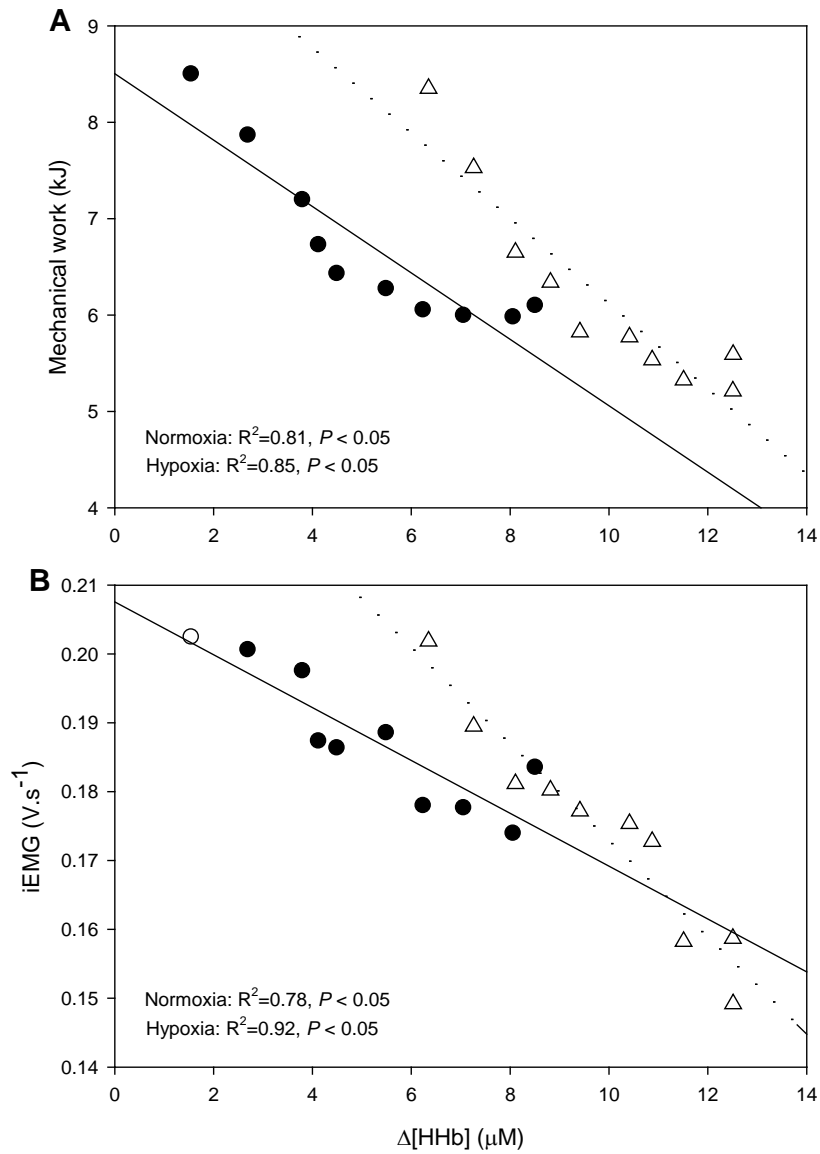 A
9
8
7
6
5
4
Mechanical work (kJ)
Normoxia: R²=0.81, P < 0.05
Hypoxia: R²=0.85, P < 0.05
0 2 4 6 8 10 12 14
B
0.21
0.20
0.19
0.18
0.17
0.16
0.15
0.14
iEMG (V.s⁻¹)
Normoxia: R²=0.78, P < 0.05
Hypoxia: R²=0.92, P < 0.05
0 2 4 6 8 10 12 14
Δ[HHb] (μM)